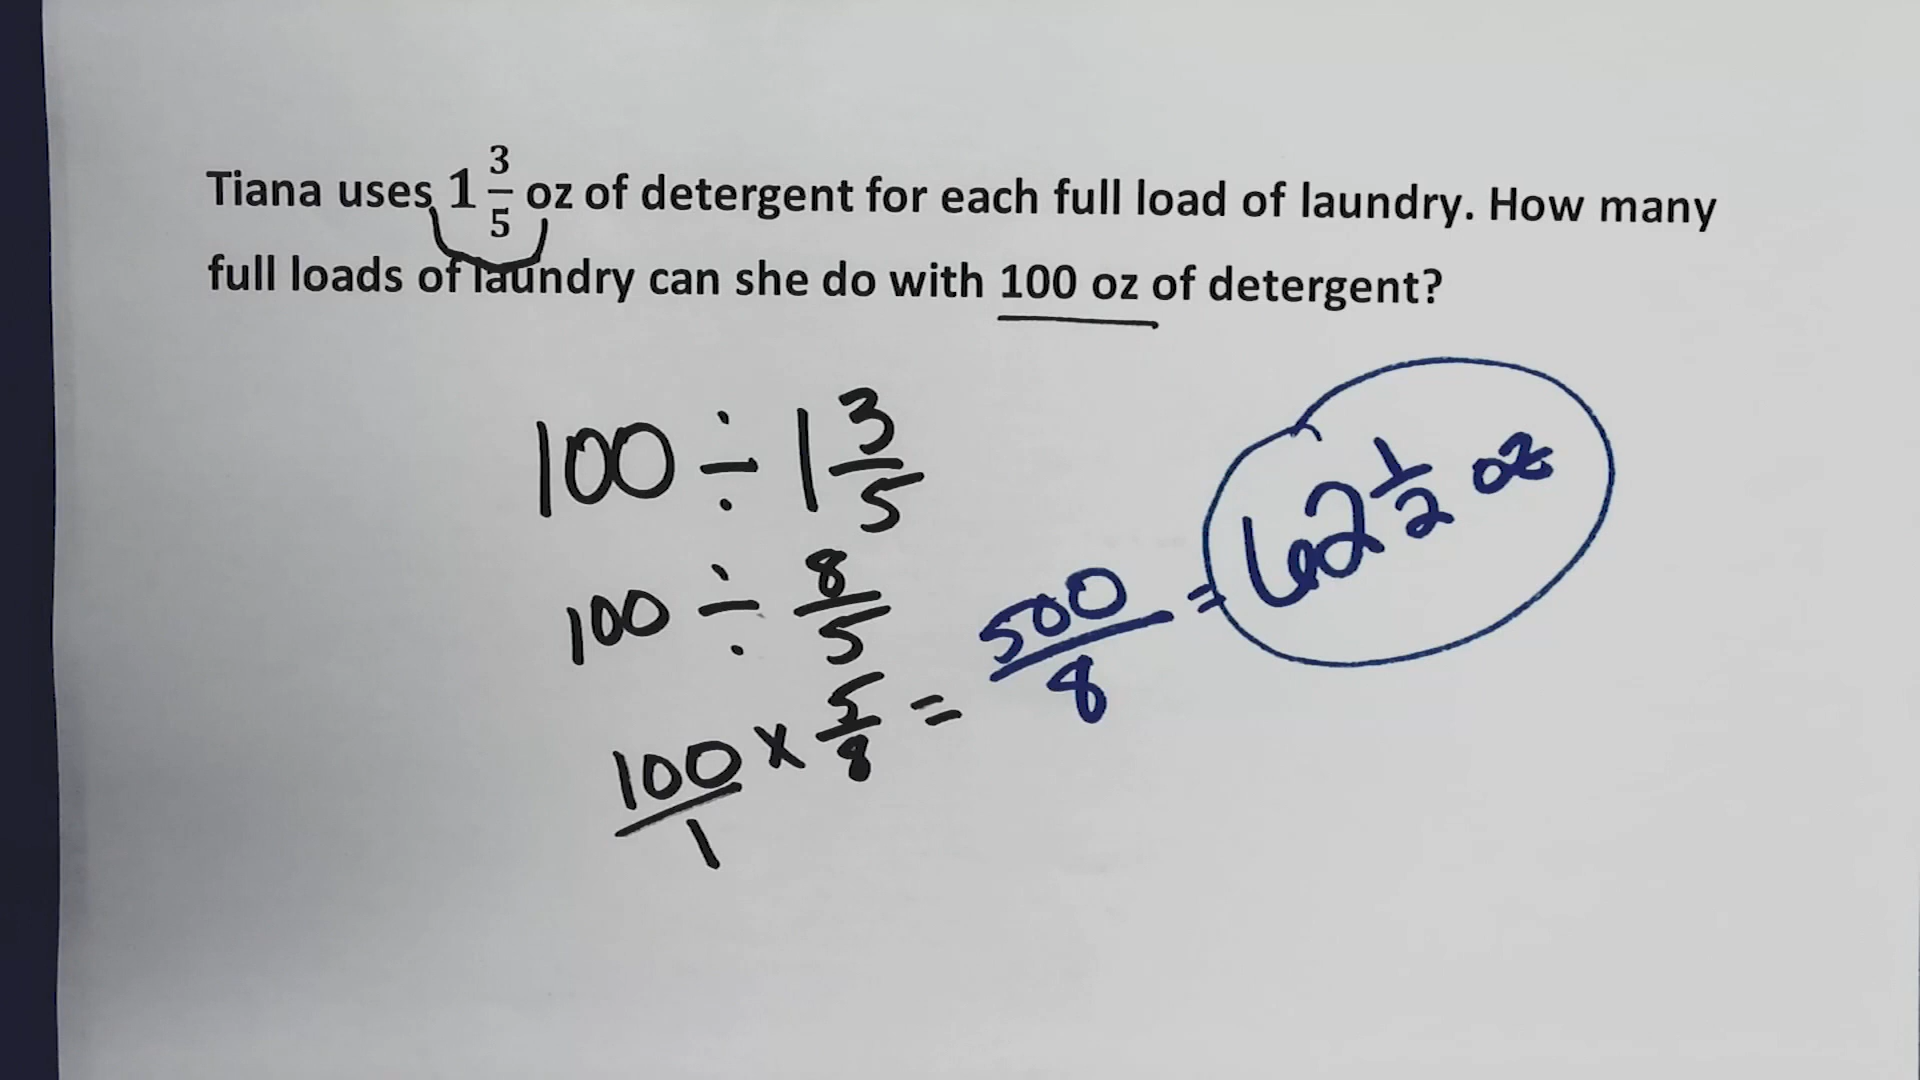 Tiana uses 1 3/5 oz of detergent for each full load of laundry. How many
full loads of laundry can she do with 100 oz of detergent?
100 ÷ 1 3/5
100 ÷ 8/5
100/1 × 5/8 = 500/8 = 62 1/2 oz